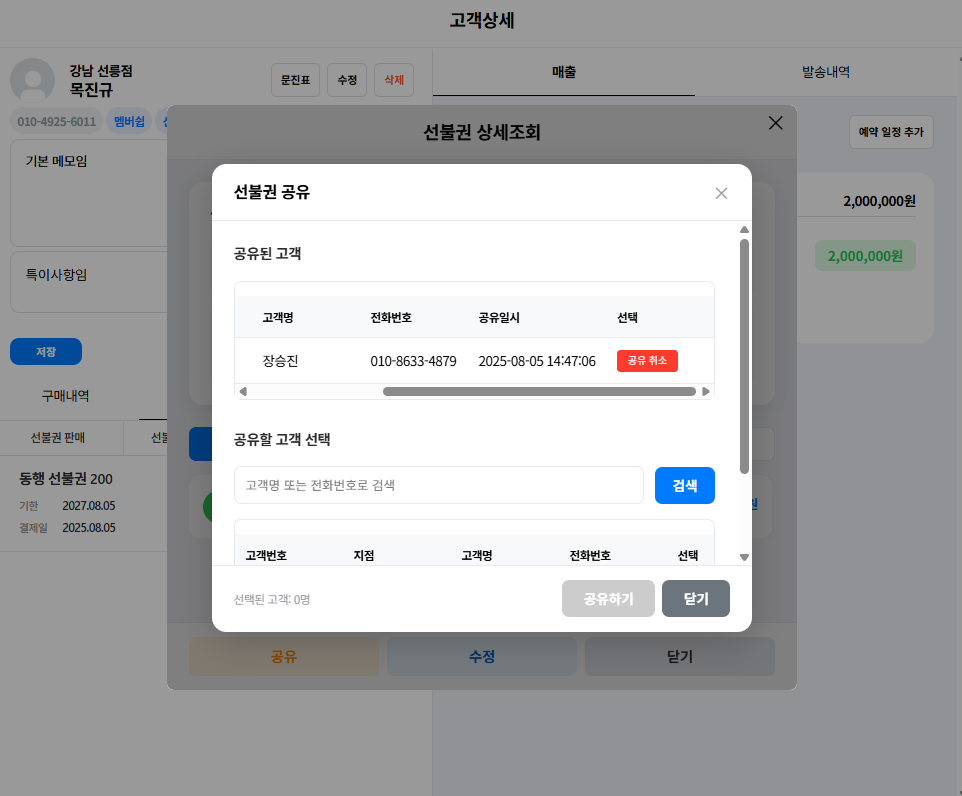 고객상세
강남 선릉점
목진규
문진표
수정
삭제
매출
발송내역
010-4925-6011
멤버쉽
선불권 상세조회
예약 일정 추가
기본 메모임
선불권 공유
2,000,000원
공유된 고객
2,000,000원
특이사항임
고객명
전화번호
공유일시
선택
저장
장승진
010-8633-4879
2025-08-05 14:47:06
공유 취소
구매내역
선불권 판매
선불
공유할 고객 선택
동행 선불권 200
고객명 또는 전화번호로 검색
검색
기한
2027.08.05
원
결제일
2025.08.05
고객번호
지점
고객명
전화번호
선택
선택된 고객: 0명
공유하기
닫기
공유
수정
닫기